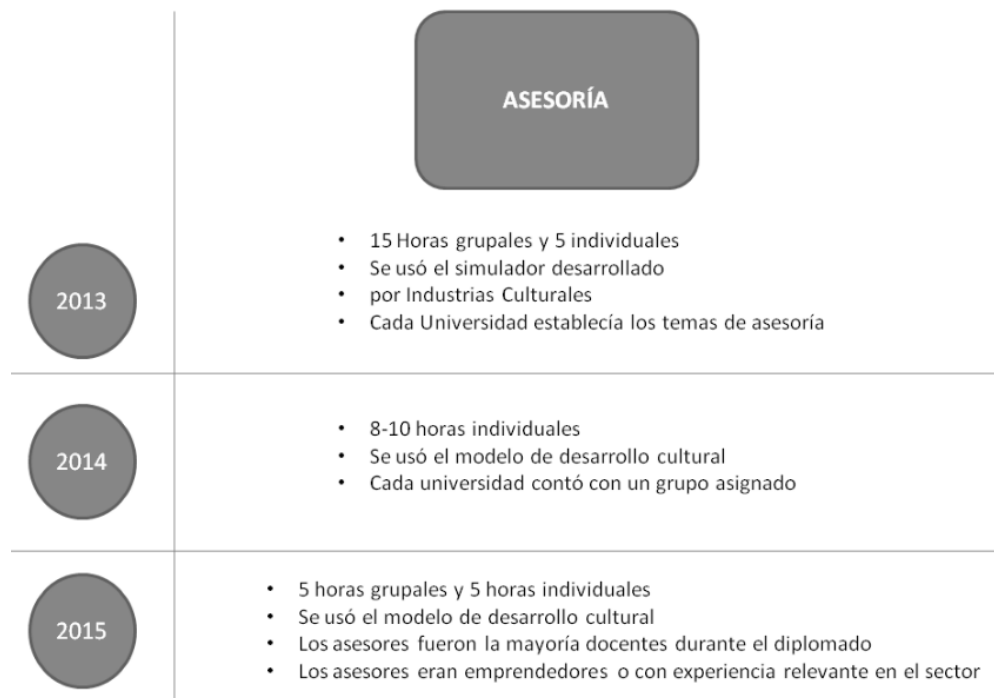 ASESORÍA
2013
• 15 Horas grupales y 5 individuales
• Se usó el simulador desarrollado
• por Industrias Culturales
• Cada Universidad establecía los temas de asesoría
2014
• 8-10 horas individuales
• Se usó el modelo de desarrollo cultural
• Cada universidad contó con un grupo asignado
2015
• 5 horas grupales y 5 horas individuales
• Se usó el modelo de desarrollo cultural
• Los asesores fueron la mayoría docentes durante el diplomado
• Los asesores eran emprendedores o con experiencia relevante en el sector